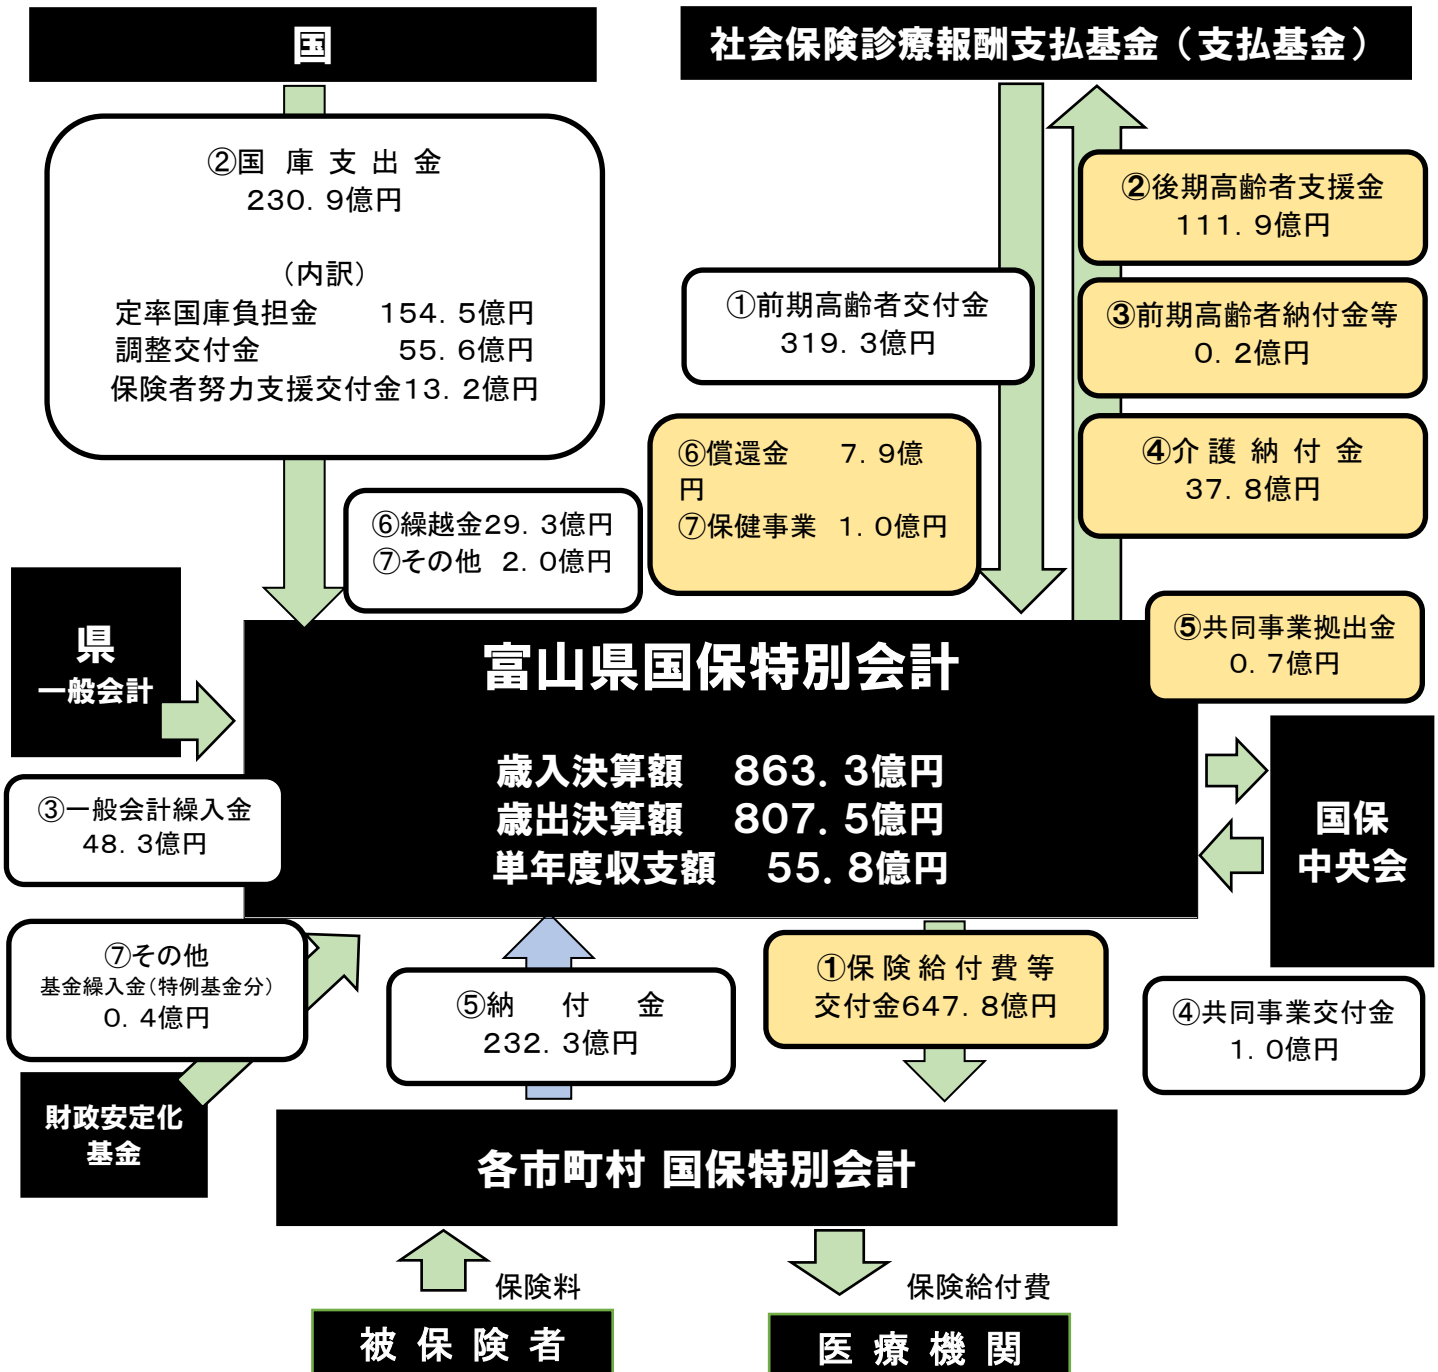 国
社会保険診療報酬支払基金（支払基金）
②国庫支出金
230．9億円
（内訳）
定率国庫負担金 154．5億円
調整交付金 55．6億円
保険者努力支援交付金13．2億円
②後期高齢者支援金
111．9億円
①前期高齢者交付金
319．3億円
③前期高齢者納付金等
0．2億円
④介護納付金
37．8億円
⑥償還金 7．9億
円
⑦保健事業 1．0億円
⑥繰越金29．3億円
⑦その他 2．0億円
県
一般会計
⑤共同事業拠出金
0．7億円
富山県国保特別会計
歳入決算額 863．3億円
歳出決算額 807．5億円
単年度収支額 55．8億円
③一般会計繰入金
48．3億円
国保
中央会
⑦その他
基金繰入金（特例基金分）
0．4億円
⑤納付金
232．3億円
①保険給付費等
交付金647．8億円
④共同事業交付金
1．0億円
財政安定化
基金
各市町村 国保特別会計
保険料
保険給付費
被保険者
医療機関